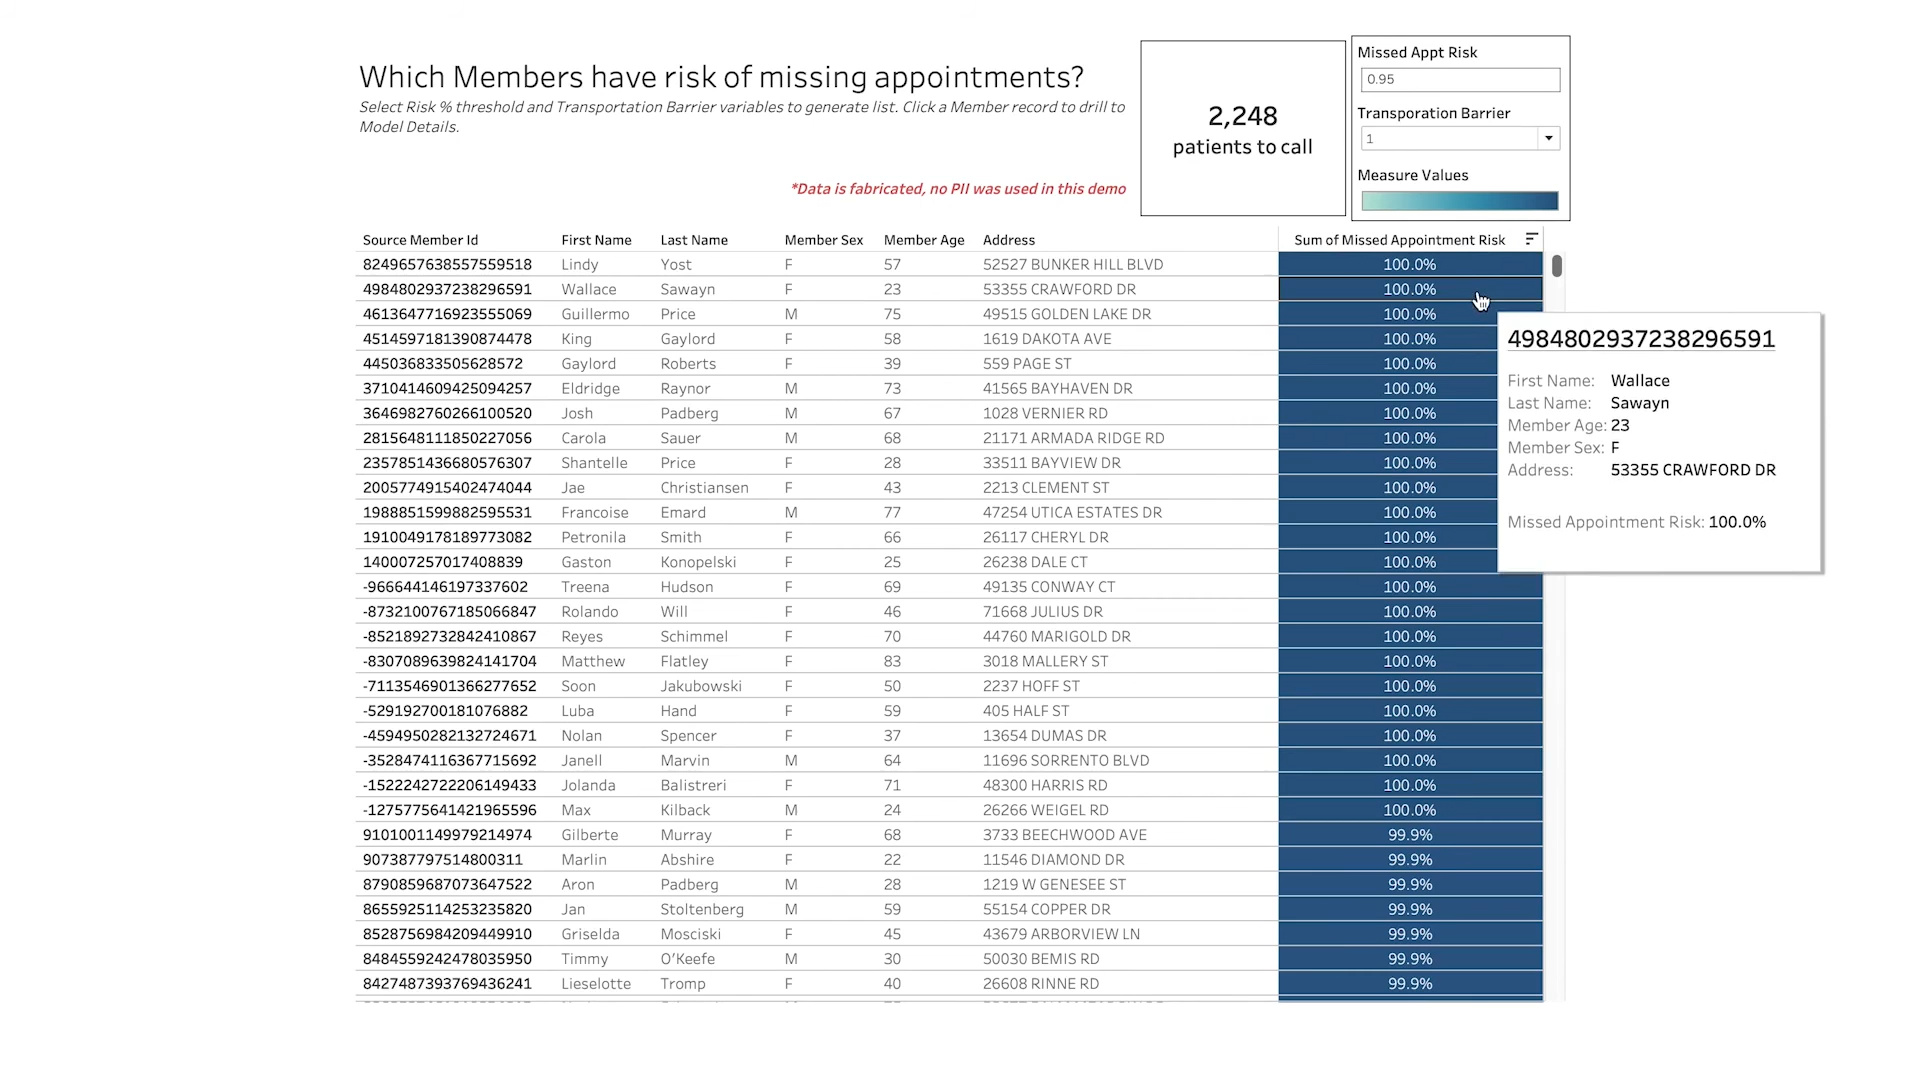 Which Members have risk of missing appointments?
Select Risk % threshold and Transportation Barrier variables to generate list. Click a Member record to drill to
Model Details.
*Data is fabricated, no PII was used in this demo
2,248
patients to call
Missed Appt Risk
0.95
Transporation Barrier
1
Measure Values
Source Member Id First Name Last Name Member Sex Member Age Address Sum of Missed Appointment Risk
8249657638557559518 Lindy Yost F 57 52527 BUNKER HILL BLVD 100.0%
4984802937238296591 Wallace Sawayn F 23 53355 CRAWFORD DR 100.0%
4613647716923555069 Guillermo Price M 75 49515 GOLDEN LAKE DR 100.0%
4514597181390874478 King Gaylord F 58 1619 DAKOTA AVE 100.0%
445036833505628572 Gaylord Roberts F 39 559 PAGE ST 100.0%
3710414609425094257 Eldridge Raynor M 73 41565 BAYHAVEN DR 100.0%
3646982760266100520 Josh Padberg M 67 1028 VERNIER RD 100.0%
2815648111850227056 Carola Sauer M 68 21171 ARMADA RIDGE RD 100.0%
2357851436680576307 Shantelle Price F 28 33511 BAYVIEW DR 100.0%
2005774915402474044 Jae Christiansen F 43 2213 CLEMENT ST 100.0%
1988851599882595531 Francoise Emard M 77 47254 UTICA ESTATES DR 100.0%
1910049178189773082 Petronila Smith F 66 26117 CHERYL DR 100.0%
140007257017408839 Gaston Konopelski F 25 26238 DALE CT 100.0%
-966644146197337602 Treena Hudson F 69 49135 CONWAY CT 100.0%
-8732100767185066847 Rolando Will F 46 71668 JULIUS DR 100.0%
-8521892732842410867 Reyes Schimmel F 70 44760 MARIGOLD DR 100.0%
-8307089639824141704 Matthew Flatley F 83 3018 MALLERY ST 100.0%
-7113546901366277652 Soon Jakubowski F 50 2237 HOFF ST 100.0%
-529192700181076882 Luba Hand F 59 405 HALF ST 100.0%
-4594950282132724671 Nolan Spencer F 37 13654 DUMAS DR 100.0%
-3528474116367715692 Janell Marvin M 64 11696 SORRENTO BLVD 100.0%
-1522242722206149433 Jolanda Balistreri F 71 48300 HARRIS RD 100.0%
-1275775641421965596 Max Kilback M 24 26266 WEIGEL RD 100.0%
9101001149979214974 Gilberte Murray F 68 3733 BEECHWOOD AVE 99.9%
907387797514800311 Marlin Abshire F 22 11546 DIAMOND DR 99.9%
8790859687073647522 Aron Padberg M 28 1219 W GENESEE ST 99.9%
8655925114253235820 Jan Stoltenberg M 59 55154 COPPER DR 99.9%
8528756984209449910 Griselda Mosciski F 45 43679 ARBORVIEW LN 99.9%
8484559242478035950 Timmy O'Keefe M 30 50030 BEMIS RD 99.9%
8427487393769436241 Lieselotte Tromp F 40 26608 RINNE RD 99.9%
4984802937238296591
First Name: Wallace
Last Name: Sawayn
Member Age: 23
Member Sex: F
Address: 53355 CRAWFORD DR
Missed Appointment Risk: 100.0%